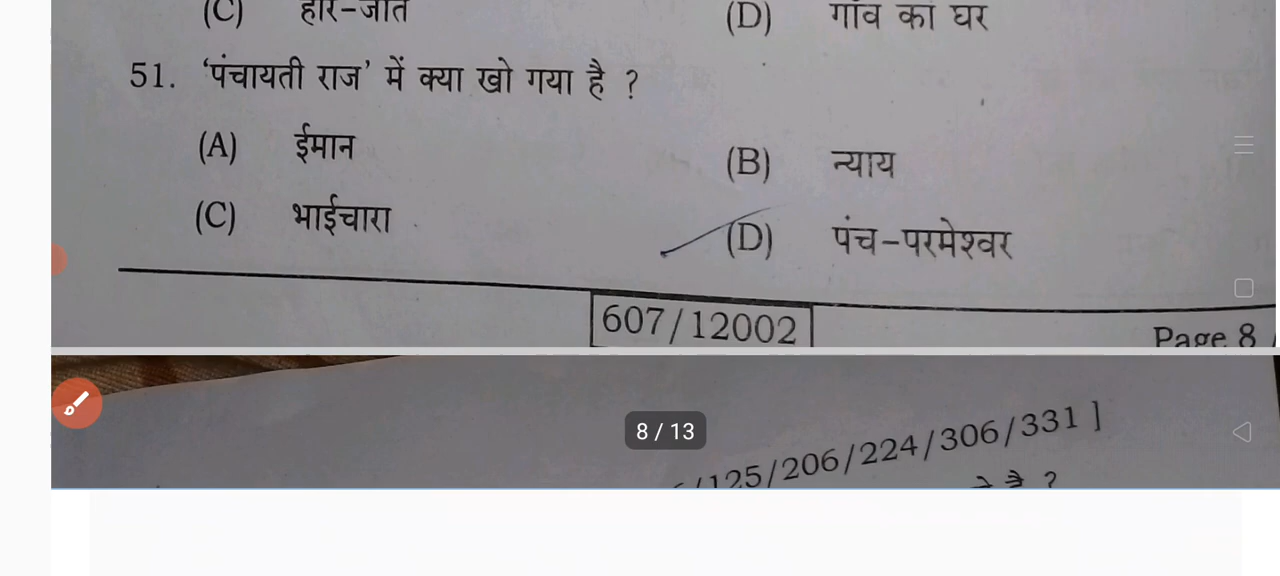 (C) हार-जीत (D) गाँव का घर
51. 'पंचायती राज' में क्या खो गया है ?
(A) ईमान (B) न्याय
(C) भाईचारा (D) पंच-परमेश्वर
607/12002
Page 8
8 / 13
/125/206/224/306/331 ]
है ?